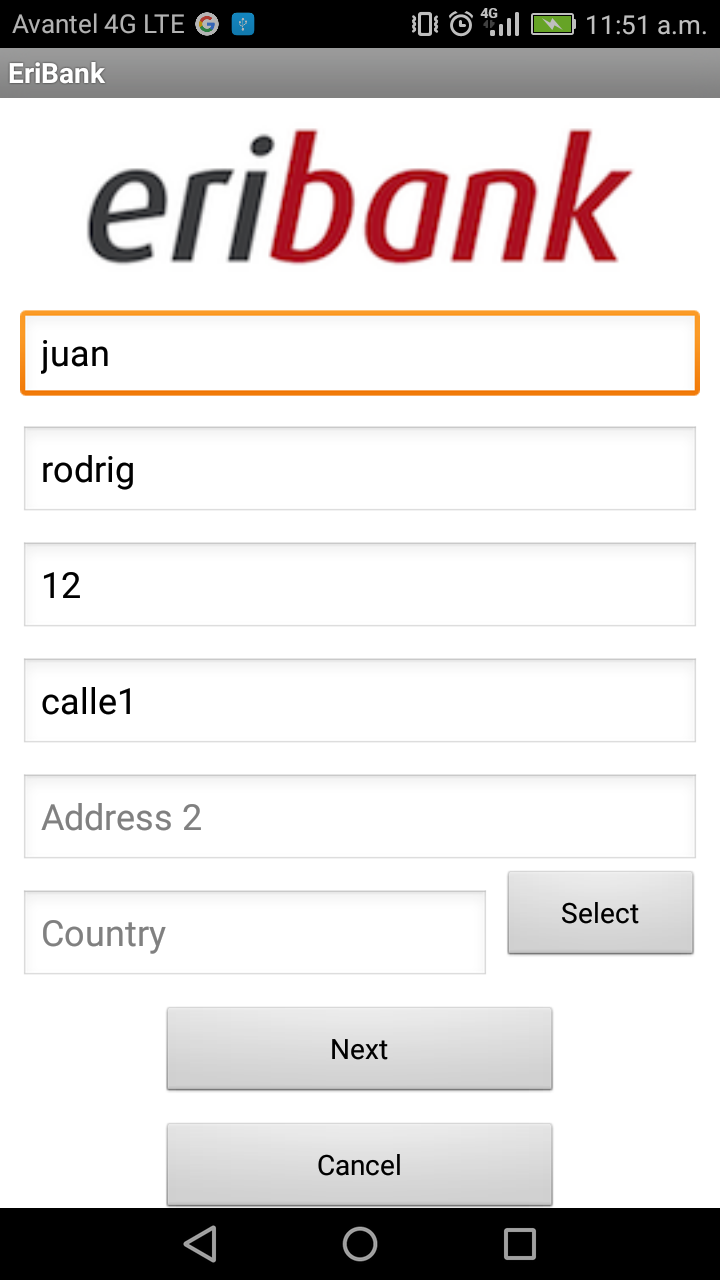 Avantel 4G LTE 4G 11:51 a.m.
EriBank
eribank
juan
rodrig
12
calle1
Address 2
Country
Select
Next
Cancel